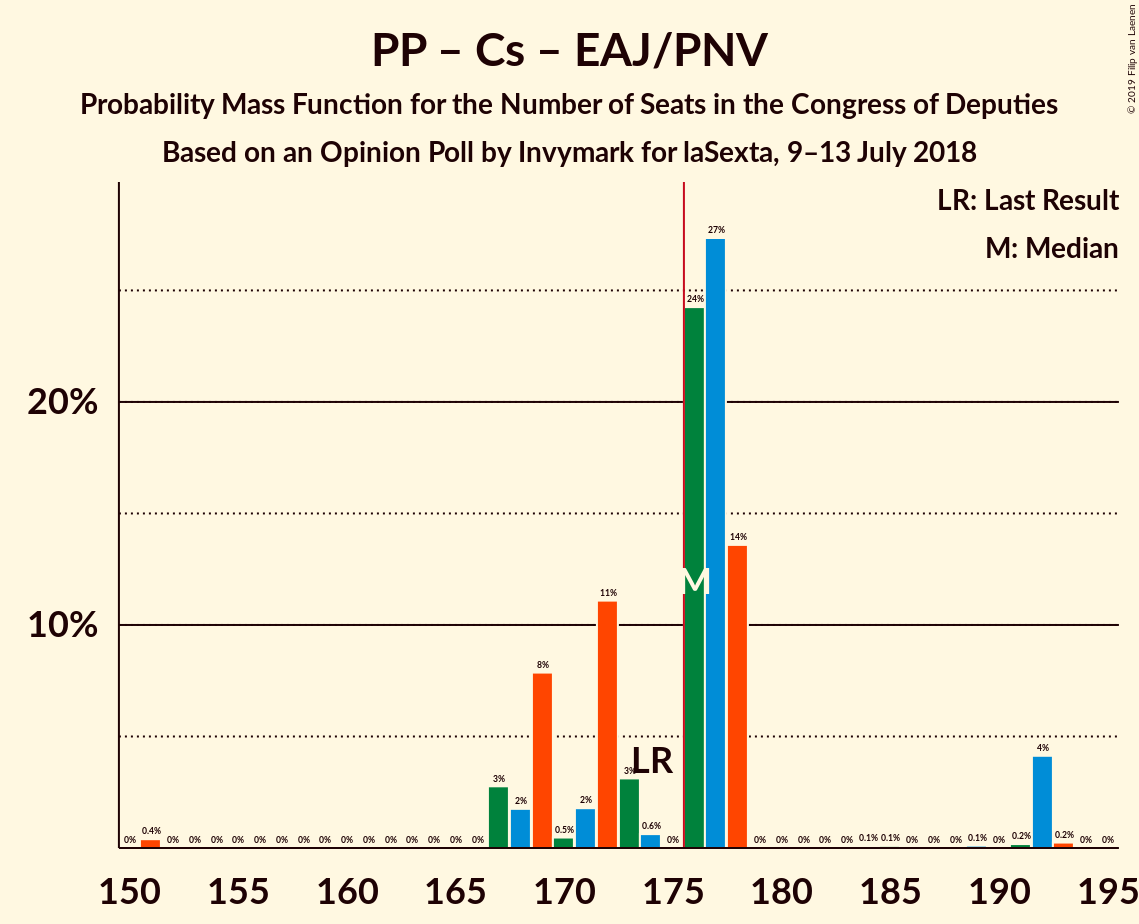 PP – Cs – EAJ/PNV
Probability Mass Function for the Number of Seats in the Congress of Deputies
Based on an Opinion Poll by Invymark for laSexta, 9–13 July 2018
© 2019 Filip van Laenen
LR: Last Result
M: Median
20%
10%
0% 0.4% 0% 0% 0% 0% 0% 0% 0% 0% 0% 0% 0% 0% 0% 0% 0% 3% 2% 8% 0.5% 2% 11% 3% 0.6% 0% 24% 27% 14% 0% 0% 0% 0% 0% 0.1% 0.1% 0% 0% 0% 0.1% 0% 0.2% 4% 0.2% 0% 0%
LR
M
150 155 160 165 170 175 180 185 190 195